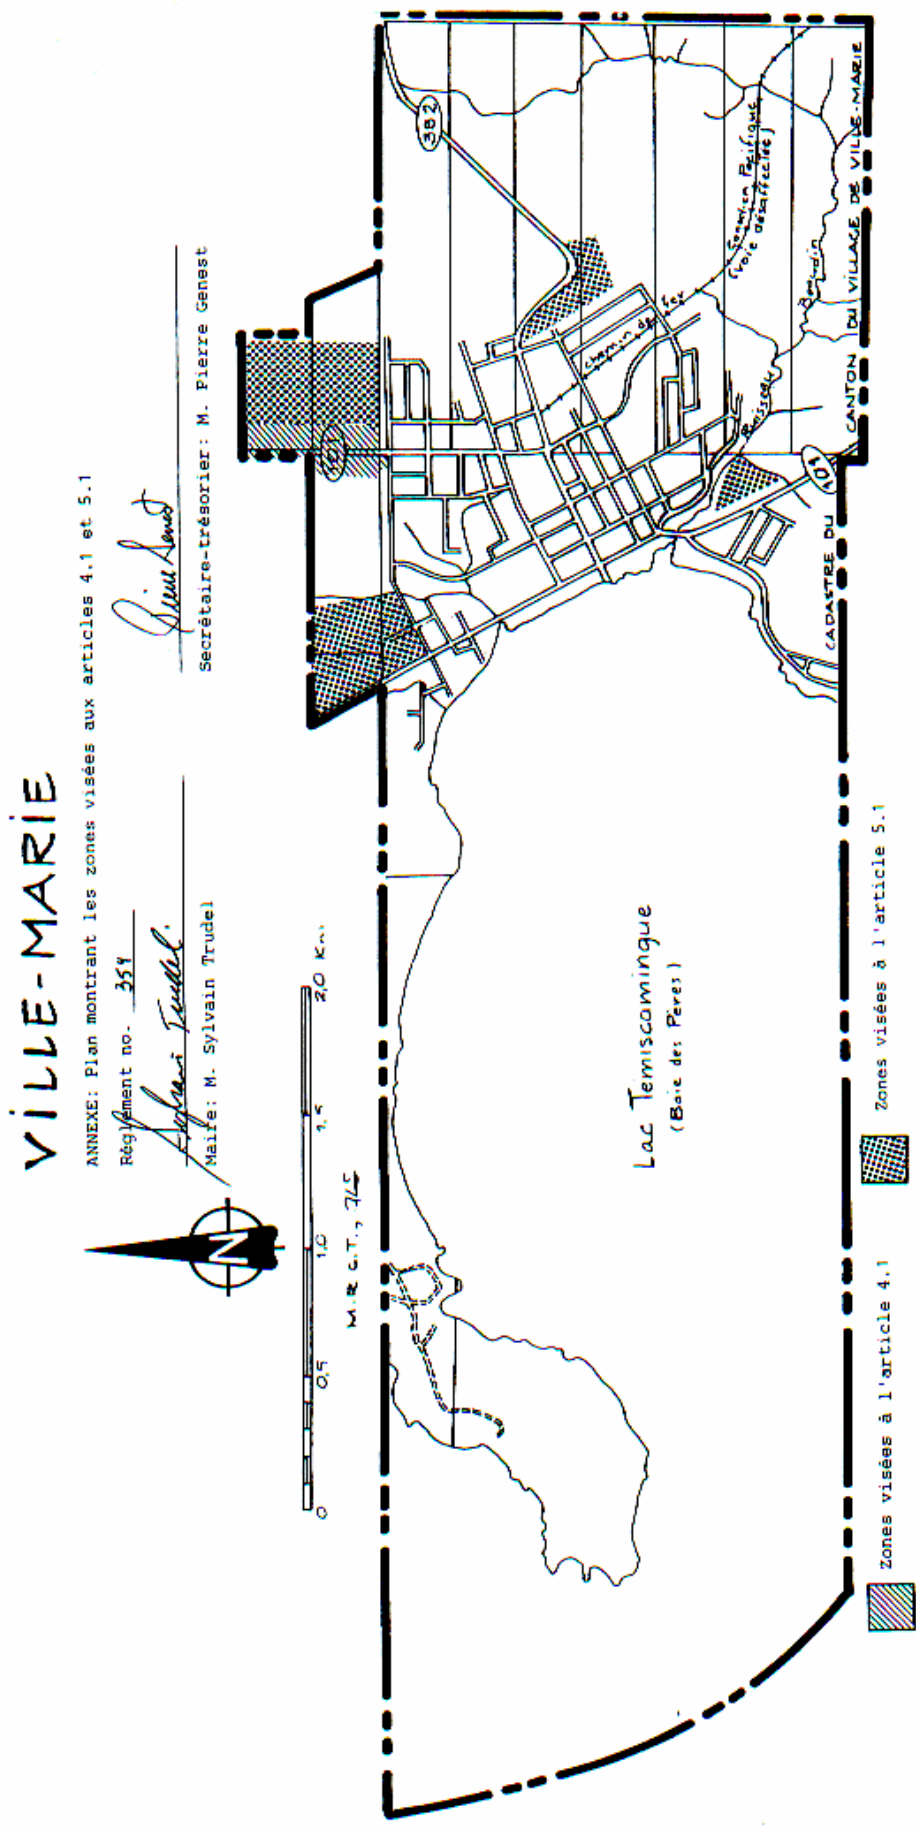 VILLE-MARIE
ANNEXE: Plan montrant les zones visées aux articles 4.1 et 5.1
Règlement no. 354
Maire: M. Sylvain Trudel
Secrétaire-trésorier: M. Pierre Genest
N
0 0,5 1,0 1,5 2,0 Km.
M.R.C.T., 
101
382
Chemin de fer
Canadien Pacifique
(voie désaffectée)
Ruisseau Beaudin
101
CADASTRE DU CANTON DU VILLAGE DE VILLE-MARIE
Lac Temiscamingue
(Baie des Pères)
Zones visées à l'article 4.1
Zones visées à l'article 5.1